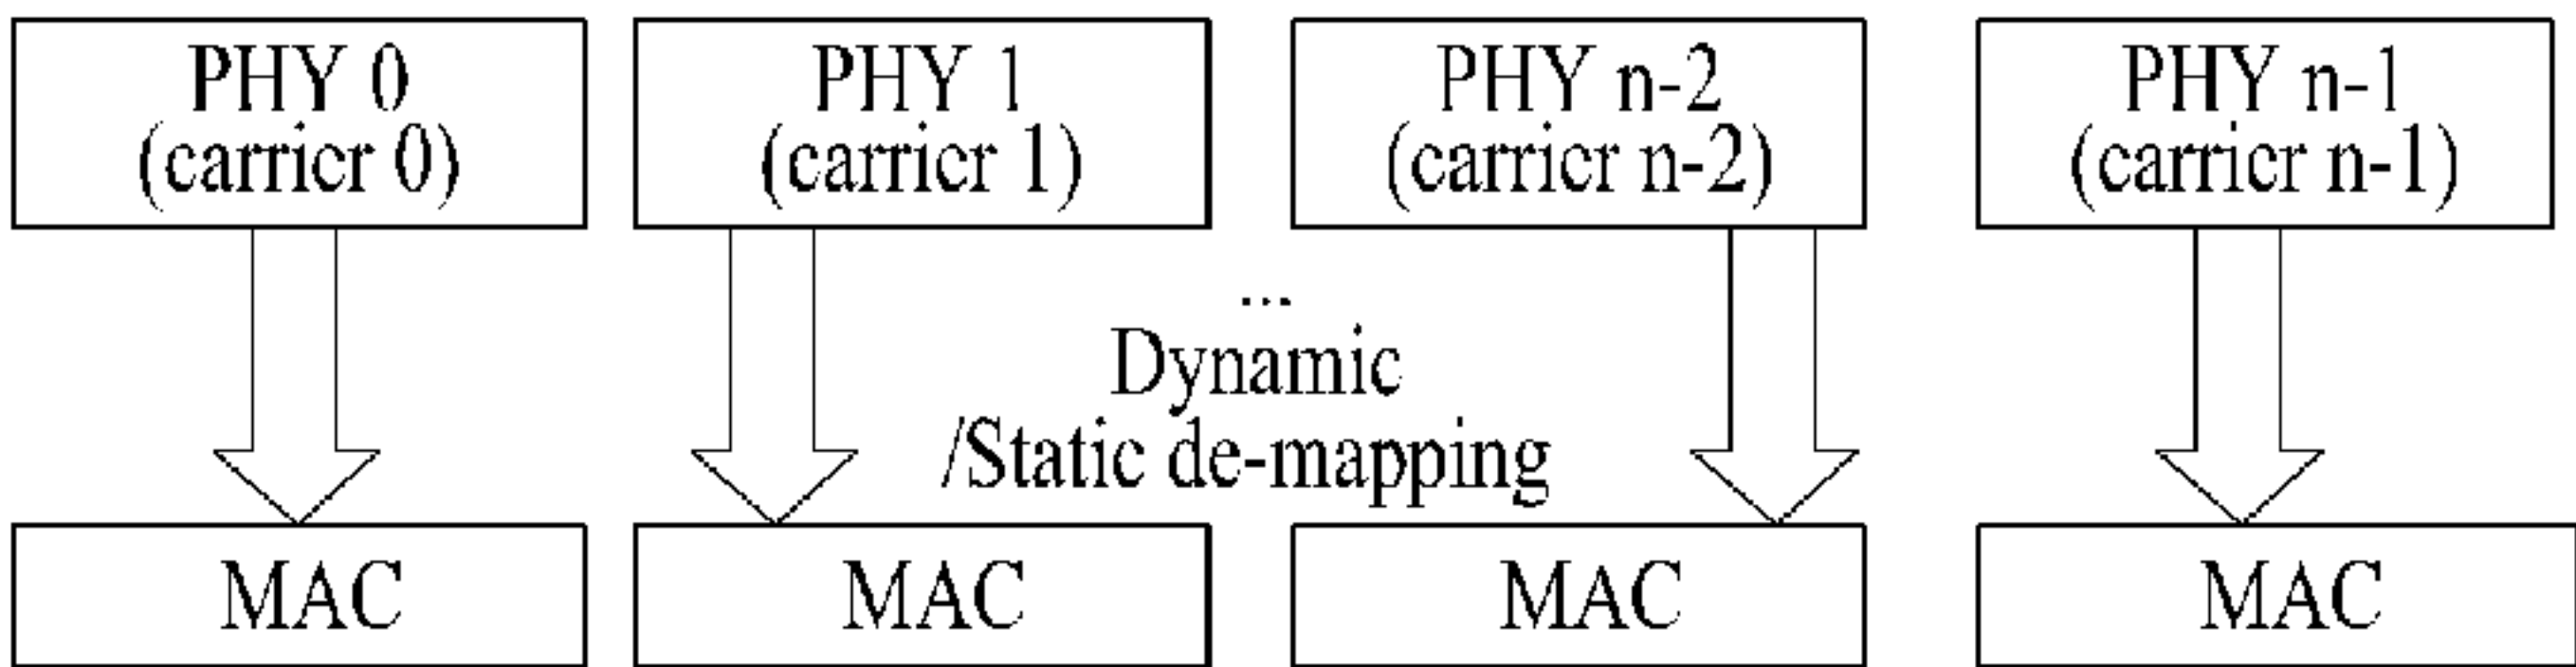 PHY 0
(carrier 0)
PHY 1
(carrier 1)
PHY n-2
(carrier n-2)
PHY n-1
(carrier n-1)
...
Dynamic
/Static de-mapping
MAC
MAC
MAC
MAC